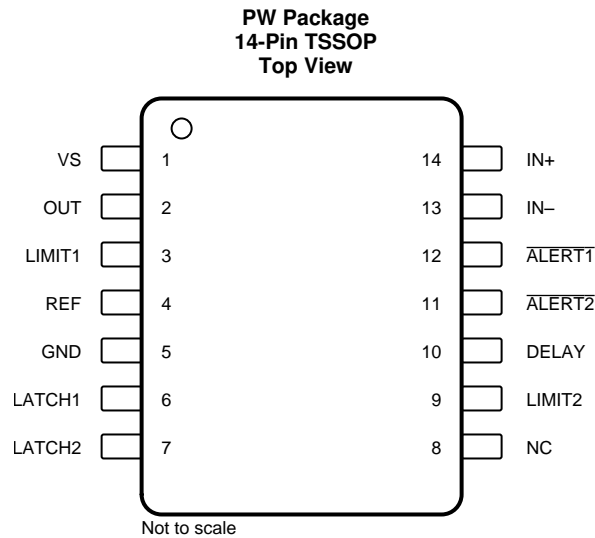 PW Package
14-Pin TSSOP
Top View
VS 1 14 IN+
OUT 2 13 IN–
LIMIT1 3 12 ALERT1
REF 4 11 ALERT2
GND 5 10 DELAY
LATCH1 6 9 LIMIT2
LATCH2 7 8 NC
Not to scale